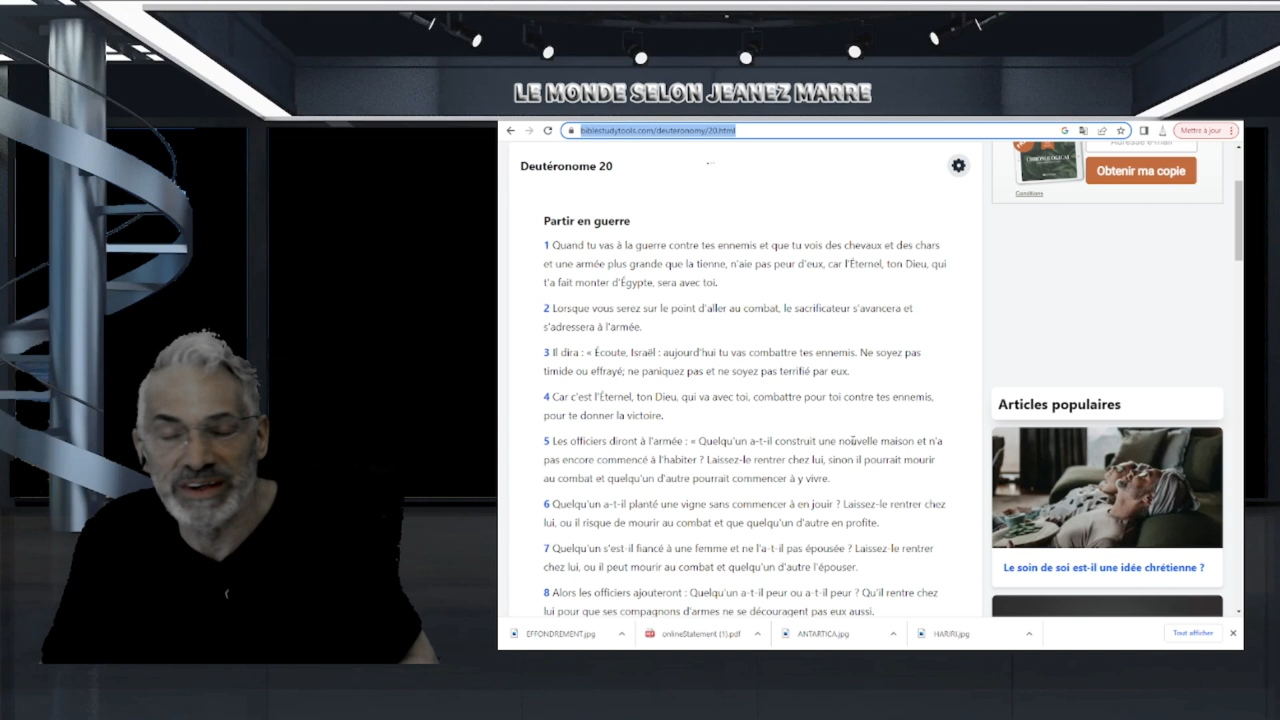 LE MONDE SELON JEANEZ MARRE
biblestudytools.com/deuteronomy/20.html
Mettre à jour
Deutéronome 20
Adresse e-mail
CHRONOLOGICAL
Obtenir ma copie
Conditions
Partir en guerre
1 Quand tu vas à la guerre contre tes ennemis et que tu vois des chevaux et des chars
et une armée plus grande que la tienne, n'aie pas peur d'eux, car l'Éternel, ton Dieu, qui
t'a fait monter d'Égypte, sera avec toi.
2 Lorsque vous serez sur le point d'aller au combat, le sacrificateur s'avancera et
s'adressera à l'armée.
3 Il dira : « Écoute, Israël : aujourd'hui tu vas combattre tes ennemis. Ne soyez pas
timide ou effrayé; ne paniquez pas et ne soyez pas terrifié par eux.
4 Car c'est l'Éternel, ton Dieu, qui va avec toi, combattre pour toi contre tes ennemis,
pour te donner la victoire.
5 Les officiers diront à l'armée : « Quelqu'un a-t-il construit une nouvelle maison et n'a
pas encore commencé à l'habiter ? Laissez-le rentrer chez lui, sinon il pourrait mourir
au combat et quelqu'un d'autre pourrait commencer à y vivre.
6 Quelqu'un a-t-il planté une vigne sans commencer à en jouir ? Laissez-le rentrer chez
lui, ou il risque de mourir au combat et que quelqu'un d'autre en profite.
7 Quelqu'un s'est-il fiancé à une femme et ne l'a-t-il pas épousée ? Laissez-le rentrer
chez lui, ou il peut mourir au combat et quelqu'un d'autre l'épouser.
8 Alors les officiers ajouteront : Quelqu'un a-t-il peur ou a-t-il peur ? Qu'il rentre chez
lui pour que ses compagnons d'armes ne se découragent pas eux aussi.
Articles populaires
Le soin de soi est-il une idée chrétienne ?
EFFONDREMENT.jpg
onlineStatement (1).pdf
ANTARTICA.jpg
HARIRI.jpg
Tout afficher